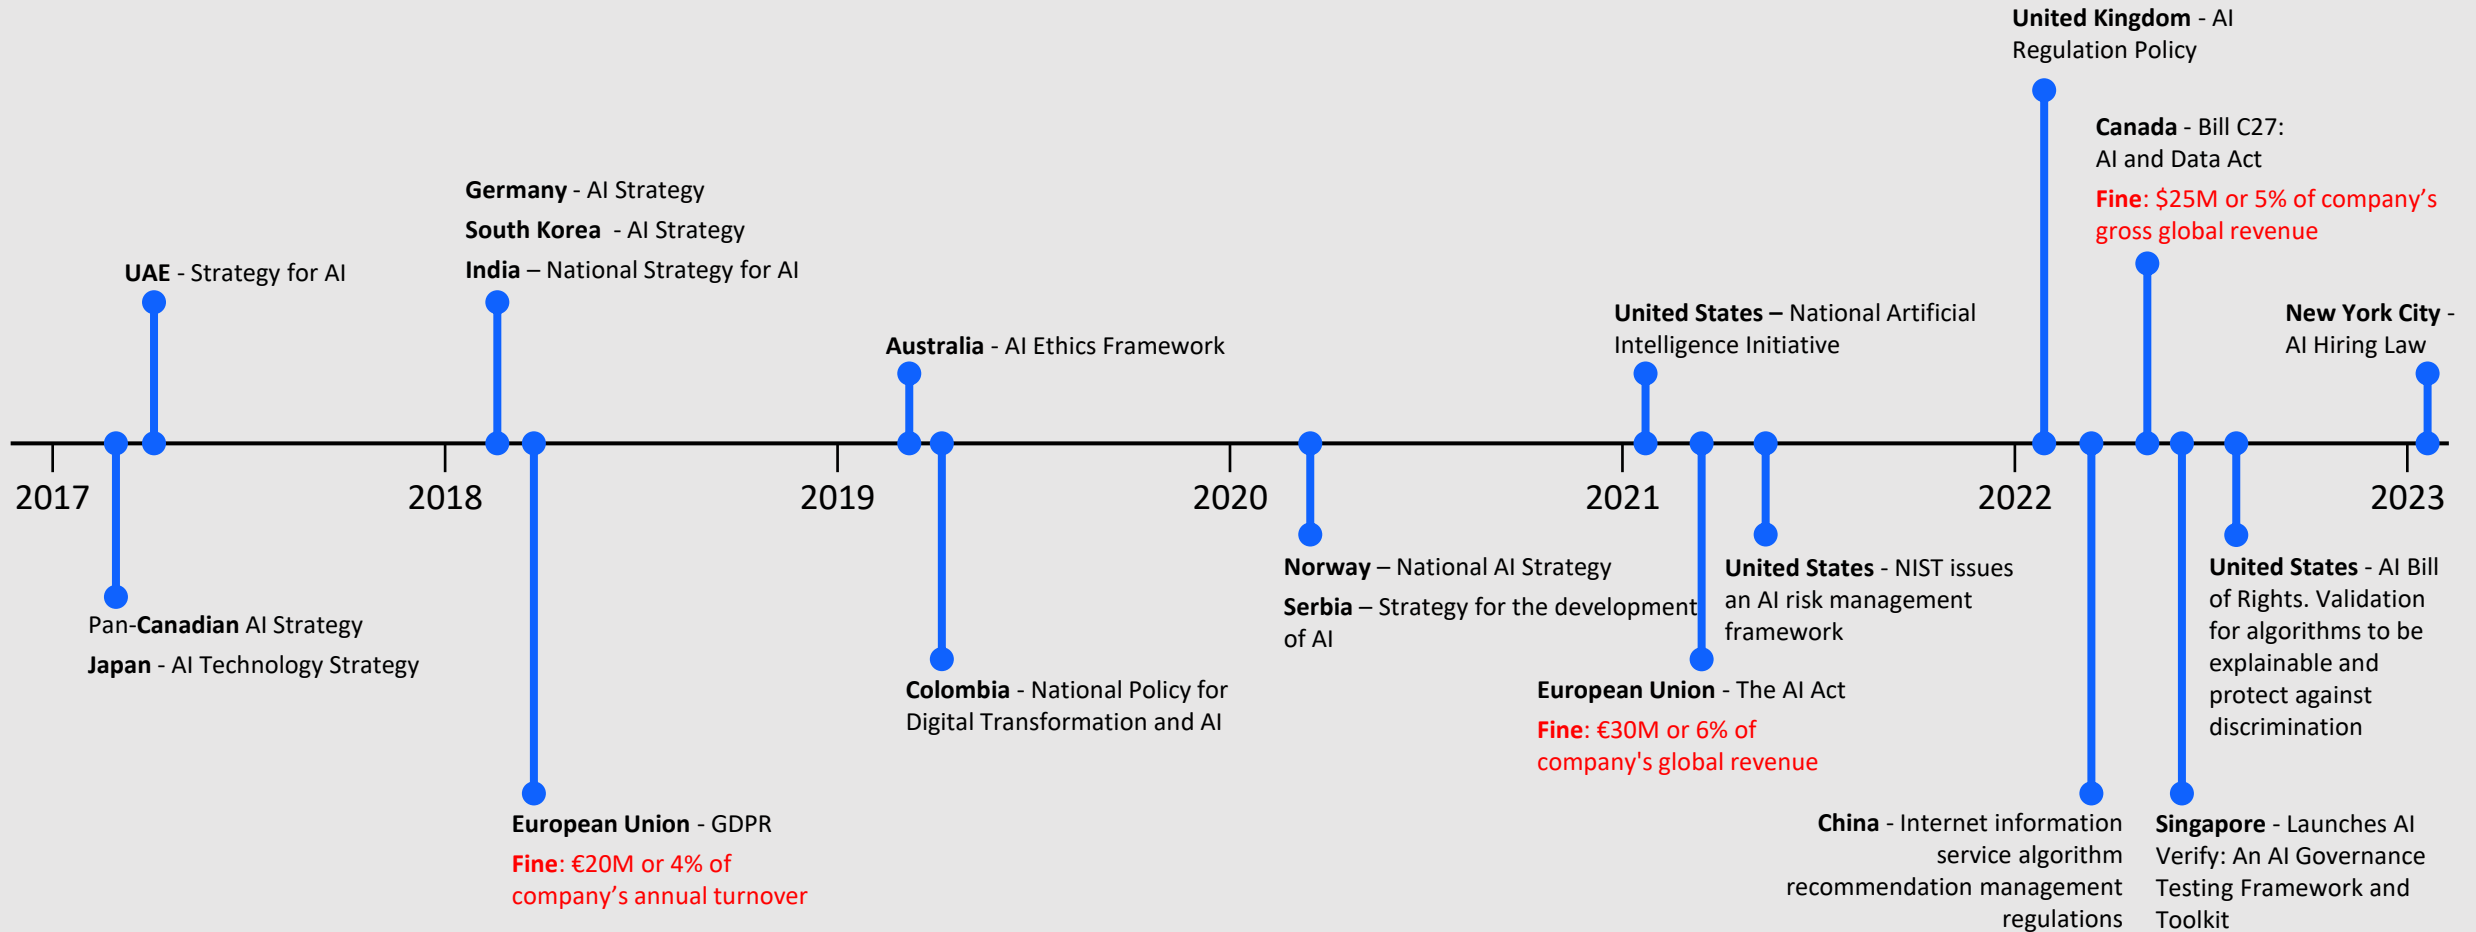 United Kingdom - AI
Regulation Policy
Canada - Bill C27:
AI and Data Act
Fine: $25M or 5% of company’s
gross global revenue
Germany - AI Strategy
South Korea - AI Strategy
India – National Strategy for AI
UAE - Strategy for AI
Australia - AI Ethics Framework
United States – National Artificial
Intelligence Initiative
New York City -
AI Hiring Law
2017
2018
2019
2020
2021
2022
2023
Pan-Canadian AI Strategy
Japan - AI Technology Strategy
European Union - GDPR
Fine: €20M or 4% of
company’s annual turnover
Colombia - National Policy for
Digital Transformation and AI
Norway – National AI Strategy
Serbia – Strategy for the development
of AI
European Union - The AI Act
Fine: €30M or 6% of
company's global revenue
United States - NIST issues
an AI risk management
framework
China - Internet information
service algorithm
recommendation management
regulations
Singapore - Launches AI
Verify: An AI Governance
Testing Framework and
Toolkit
United States - AI Bill
of Rights. Validation
for algorithms to be
explainable and
protect against
discrimination